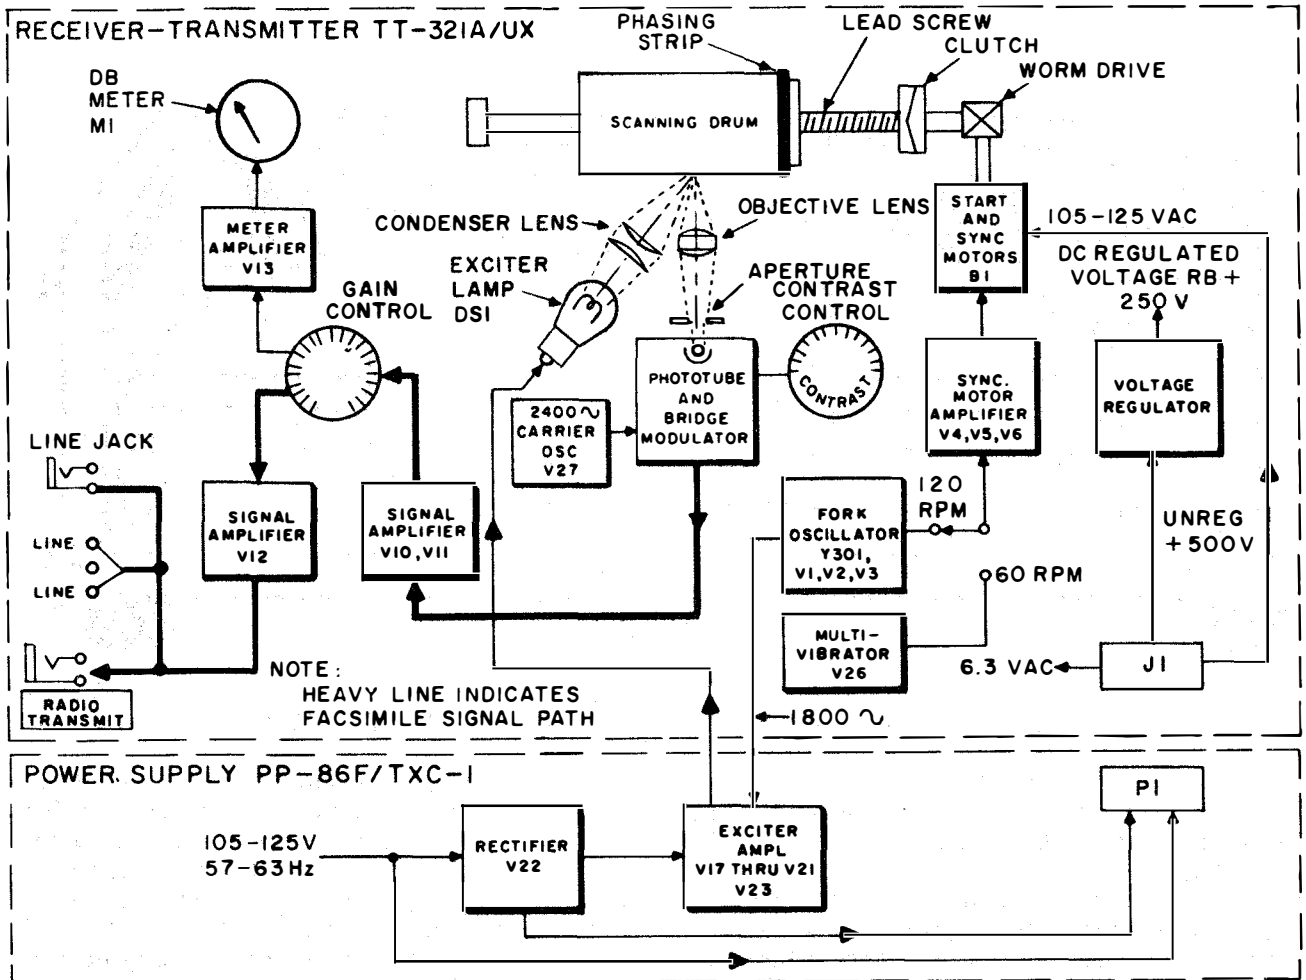 RECEIVER-TRANSMITTER TT-321A/UX
PHASING
STRIP
LEAD SCREW
CLUTCH
WORM DRIVE
DB
METER
M1
SCANNING DRUM
METER
AMPLIFIER
V13
CONDENSER LENS
OBJECTIVE LENS
START
AND
SYNC
MOTORS
B1
105-125 VAC
DC REGULATED
VOLTAGE RB+
250 V
EXCITER
LAMP
DS1
APERTURE
CONTRAST
CONTROL
GAIN
CONTROL
CONTRAST
PHOTOTUBE
AND
BRIDGE
MODULATOR
SYNC.
MOTOR
AMPLIFIER
V4,V5,V6
VOLTAGE
REGULATOR
2400∿
CARRIER
OSC
V27
LINE JACK
SIGNAL
AMPLIFIER
V12
SIGNAL
AMPLIFIER
V10,V11
FORK
OSCILLATOR
Y301,
V1,V2,V3
120
RPM
UNREG
+500V
LINE
LINE
60 RPM
MULTI-
VIBRATOR
V26
6.3 VAC
J1
RADIO
TRANSMIT
NOTE:
HEAVY LINE INDICATES
FACSIMILE SIGNAL PATH
1800∿
POWER SUPPLY PP-86F/TXC-1
P1
105-125V
57-63Hz
RECTIFIER
V22
EXCITER
AMPL
V17 THRU V21
V23